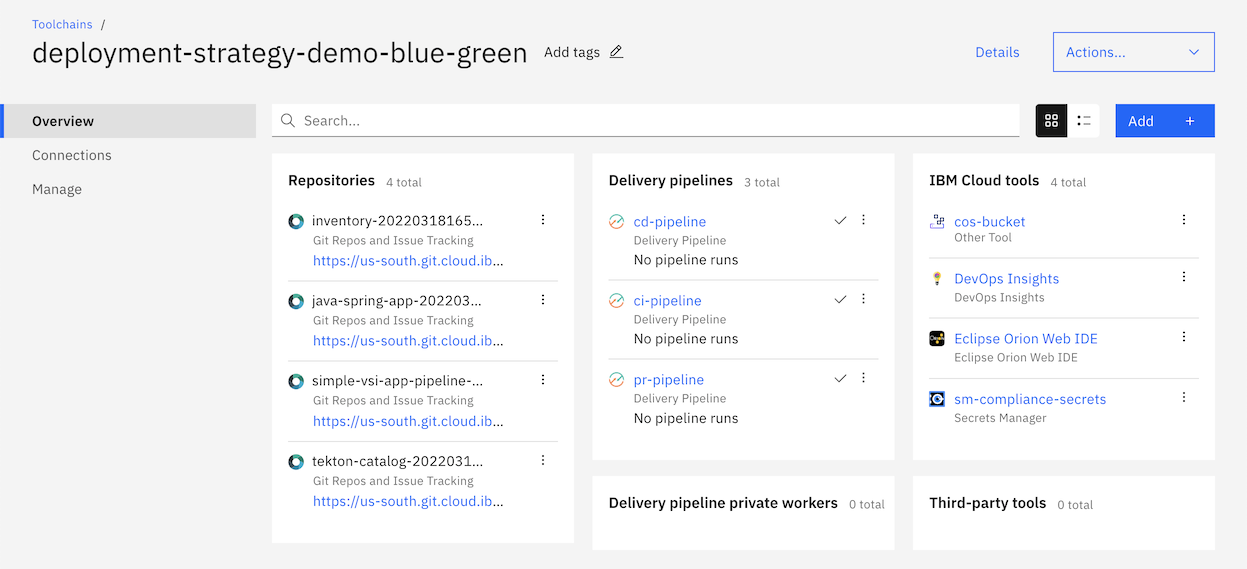 Toolchains /
deployment-strategy-demo-blue-green
Add tags
Details
Actions...
Overview
Connections
Manage
Search...
Add +
Repositories 4 total
inventory-20220318165...
Git Repos and Issue Tracking
https://us-south.git.cloud.ib...
java-spring-app-202203...
Git Repos and Issue Tracking
https://us-south.git.cloud.ib...
simple-vsi-app-pipeline-...
Git Repos and Issue Tracking
https://us-south.git.cloud.ib...
tekton-catalog-2022031...
Git Repos and Issue Tracking
https://us-south.git.cloud.ib...
Delivery pipelines 3 total
cd-pipeline
Delivery Pipeline
No pipeline runs
ci-pipeline
Delivery Pipeline
No pipeline runs
pr-pipeline
Delivery Pipeline
No pipeline runs
Delivery pipeline private workers 0 total
IBM Cloud tools 4 total
cos-bucket
Other Tool
DevOps Insights
DevOps Insights
Eclipse Orion Web IDE
Eclipse Orion Web IDE
sm-compliance-secrets
Secrets Manager
Third-party tools 0 total